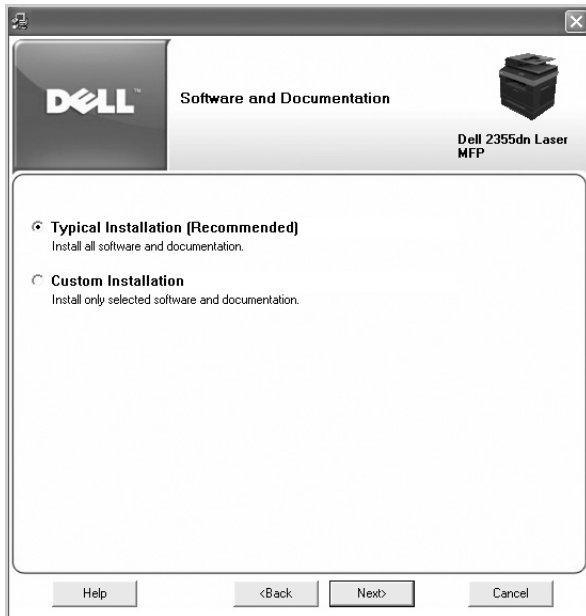 DELL™
Software and Documentation
Dell 2355dn Laser
MFP
Typical Installation (Recommended)
Install all software and documentation.
Custom Installation
Install only selected software and documentation.
Help
<Back
Next>
Cancel